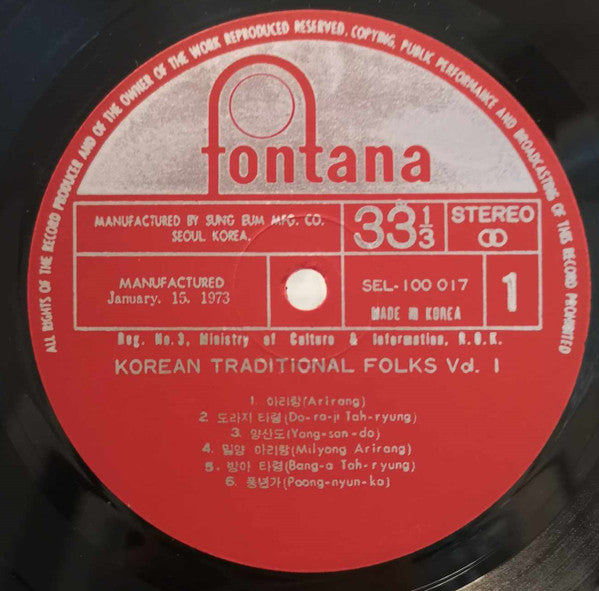 ALL RIGHTS OF THE RECORD PRODUCER AND OF THE OWNER OF THE WORK REPRODUCED RESERVED. COPYING, PUBLIC PERFORMANCE AND BROADCASTING OF THIS RECORD PROHIBITED
fontana
MANUFACTURED BY SUNG EUM MFG. CO.
SEOUL KOREA.
33 1/3
STEREO
MANUFACTURED
January. 15. 1973
SEL-100 017
MADE IN KOREA
1
Reg. No.3, Ministry of Culture & Information, R.O.K.
KOREAN TRADITIONAL FOLKS Vol. 1
1. 아리랑(Arirang)
2. 도라지 타령(Do-ra-ji Tah-ryung)
3. 양산도(Yang-san-do)
4. 밀양 아리랑(Milyang Arirang)
5. 방아 타령(Bang-a Tah-ryung)
6. 풍년가(Poong-nyun-ka)